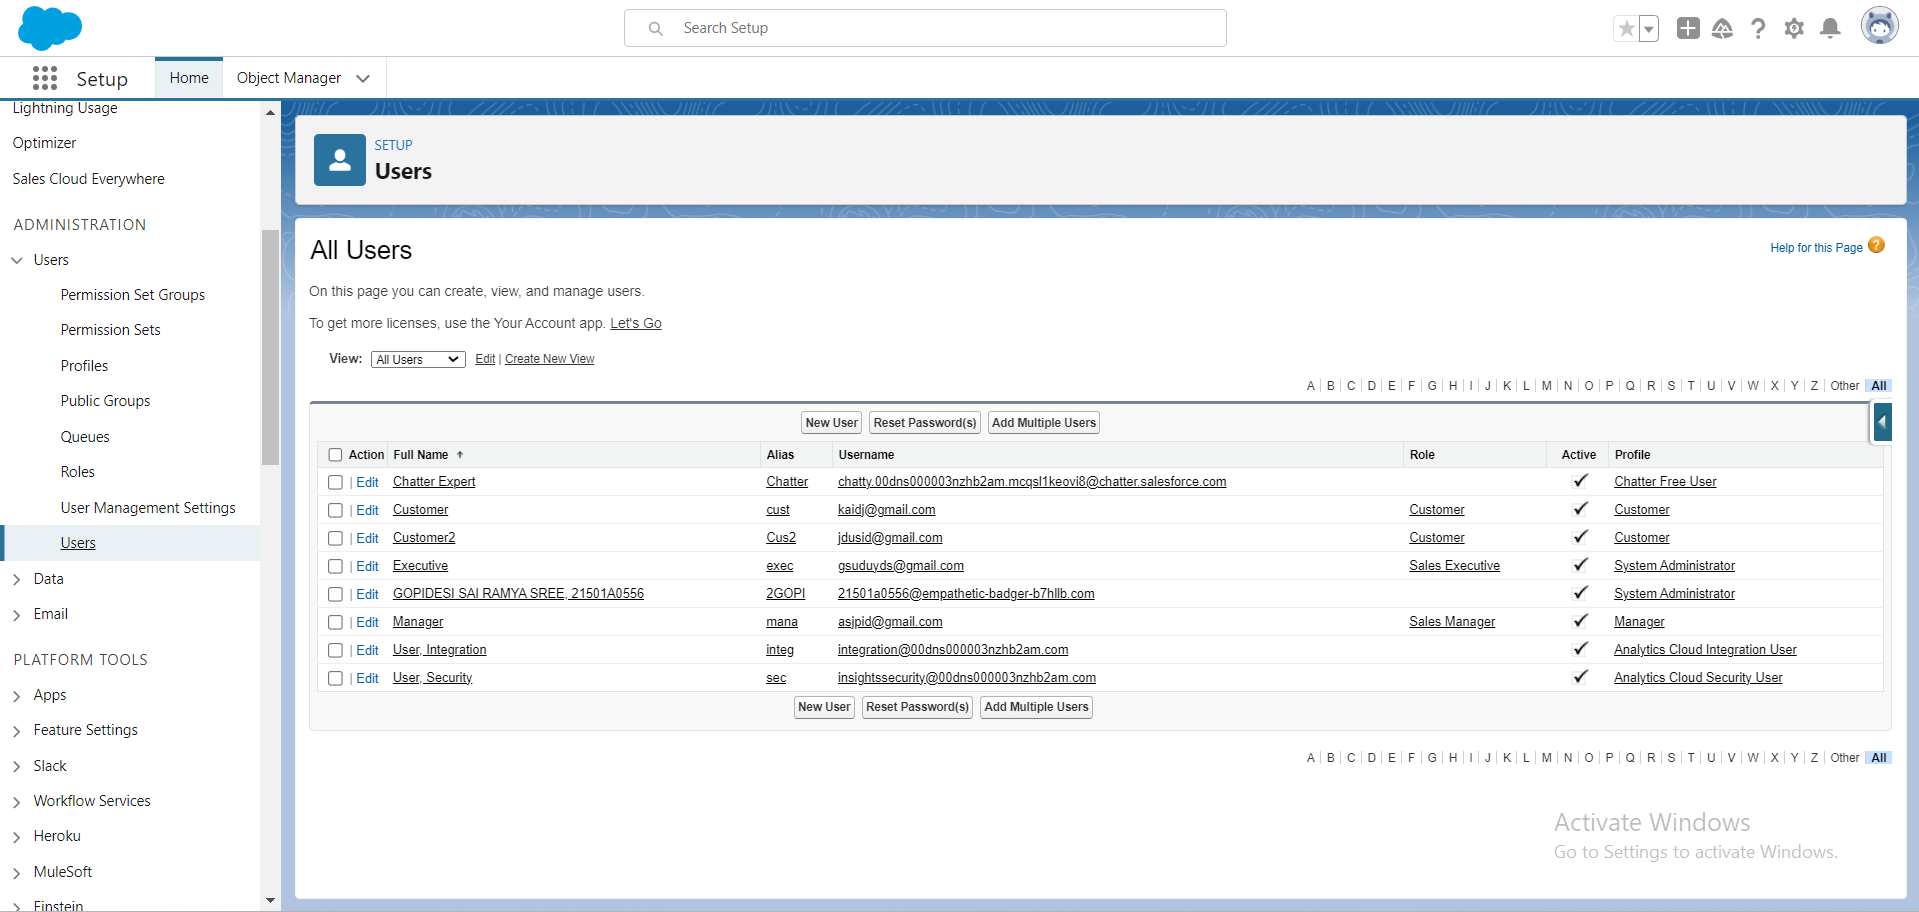 Search Setup
Setup
Home
Object Manager
Lightning Usage
Optimizer
Sales Cloud Everywhere
ADMINISTRATION
Users
Permission Set Groups
Permission Sets
Profiles
Public Groups
Queues
Roles
User Management Settings
Users
Data
Email
PLATFORM TOOLS
Apps
Feature Settings
Slack
Workflow Services
Heroku
MuleSoft
Einstein
SETUP
Users
All Users
Help for this Page ?
On this page you can create, view, and manage users.
To get more licenses, use the Your Account app. Let's Go
View: All Users Edit | Create New View
A | B | C | D | E | F | G | H | I | J | K | L | M | N | O | P | Q | R | S | T | U | V | W | X | Y | Z | Other All
New User Reset Password(s) Add Multiple Users
Action Full Name ↑ Alias Username Role Active Profile
| Edit Chatter Expert Chatter chatty.00dns000003nzhb2am.mcqsl1keovi8@chatter.salesforce.com ✓ Chatter Free User
| Edit Customer cust kaidj@gmail.com Customer ✓ Customer
| Edit Customer2 Cus2 jdusid@gmail.com Customer ✓ Customer
| Edit Executive exec gsuduyds@gmail.com Sales Executive ✓ System Administrator
| Edit GOPIDESI SAI RAMYA SREE, 21501A0556 2GOPI 21501a0556@empathetic-badger-b7hllb.com ✓ System Administrator
| Edit Manager mana asjpid@gmail.com Sales Manager ✓ Manager
| Edit User, Integration integ integration@00dns000003nzhb2am.com ✓ Analytics Cloud Integration User
| Edit User, Security sec insightssecurity@00dns000003nzhb2am.com ✓ Analytics Cloud Security User
New User Reset Password(s) Add Multiple Users
A | B | C | D | E | F | G | H | I | J | K | L | M | N | O | P | Q | R | S | T | U | V | W | X | Y | Z | Other All
Activate Windows
Go to Settings to activate Windows.